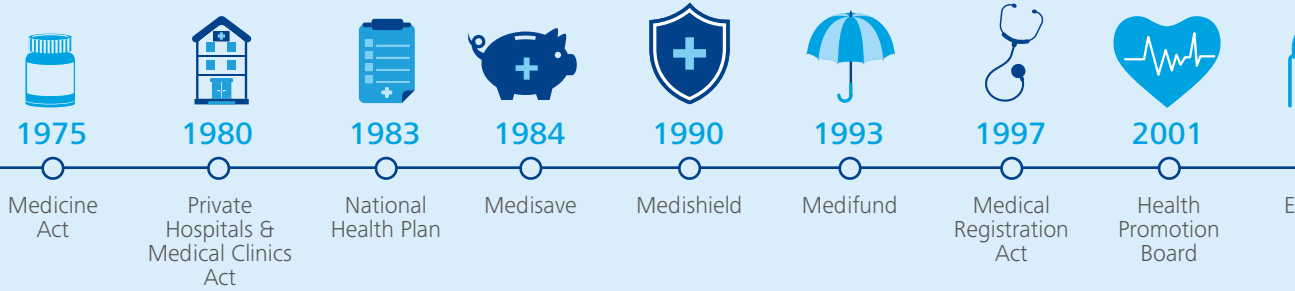 1975 1980 1983 1984 1990 1993 1997 2001
Medicine
Act
Private
Hospitals &
Medical Clinics
Act
National
Health Plan
Medisave
Medishield
Medifund
Medical
Registration
Act
Health
Promotion
Board